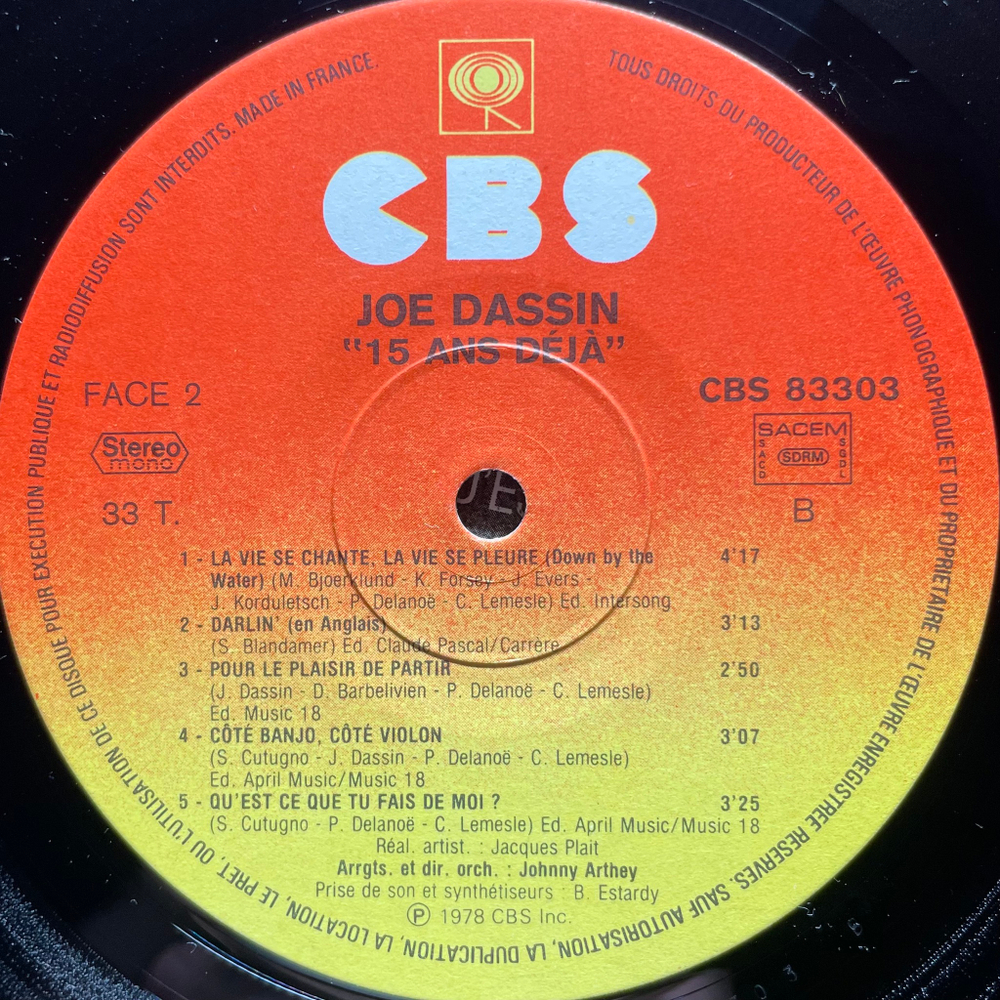 TOUS DROITS DU PRODUCTEUR DE L'ŒUVRE PHONOGRAPHIQUE ET DU PROPRIETAIRE DE L'ŒUVRE ENREGISTRÉE RESERVES. SAUF AUTORISATION, LA DUPLICATION, LA LOCATION, LE PRET, OU L'UTILISATION DE CE DISQUE POUR EXECUTION PUBLIQUE ET RADIODIFFUSION SONT INTERDITS. MADE IN FRANCE.
CBS
JOE DASSIN
"15 ANS DÉJÀ"
FACE 2
CBS 83303
Stereo
mono
SACEM
SACD
SDRM
SGDL
33 T.
B
J'ES
1 - LA VIE SE CHANTE, LA VIE SE PLEURE (Down by the 4'17
Water) (M. Bjoerklund - K. Forsey - J. Evers -
J. Korduletsch - P. Delanoë - C. Lemesle) Ed. Intersong
2 - DARLIN' (en Anglais) 3'13
(S. Blandamer) Ed. Claude Pascal/Carrère
3 - POUR LE PLAISIR DE PARTIR 2'50
(J. Dassin - D. Barbelivien - P. Delanoë - C. Lemesle)
Ed. Music 18
4 - CÔTÉ BANJO, CÔTÉ VIOLON 3'07
(S. Cutugno - J. Dassin - P. Delanoë - C. Lemesle)
Ed. April Music/Music 18
5 - QU'EST CE QUE TU FAIS DE MOI ? 3'25
(S. Cutugno - P. Delanoë - C. Lemesle) Ed. April Music/Music 18
Réal. artist. : Jacques Plait
Arrgts. et dir. orch. : Johnny Arthey
Prise de son et synthétiseurs : B. Estardy
Ⓟ 1978 CBS Inc.